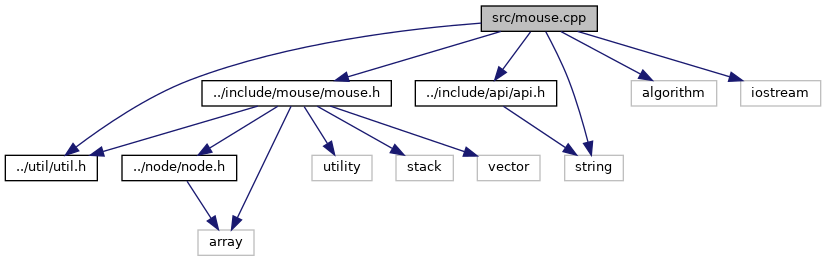 src/mouse.cpp
../include/mouse/mouse.h
../include/api/api.h
algorithm
iostream
../util/util.h
../node/node.h
utility
stack
vector
string
array